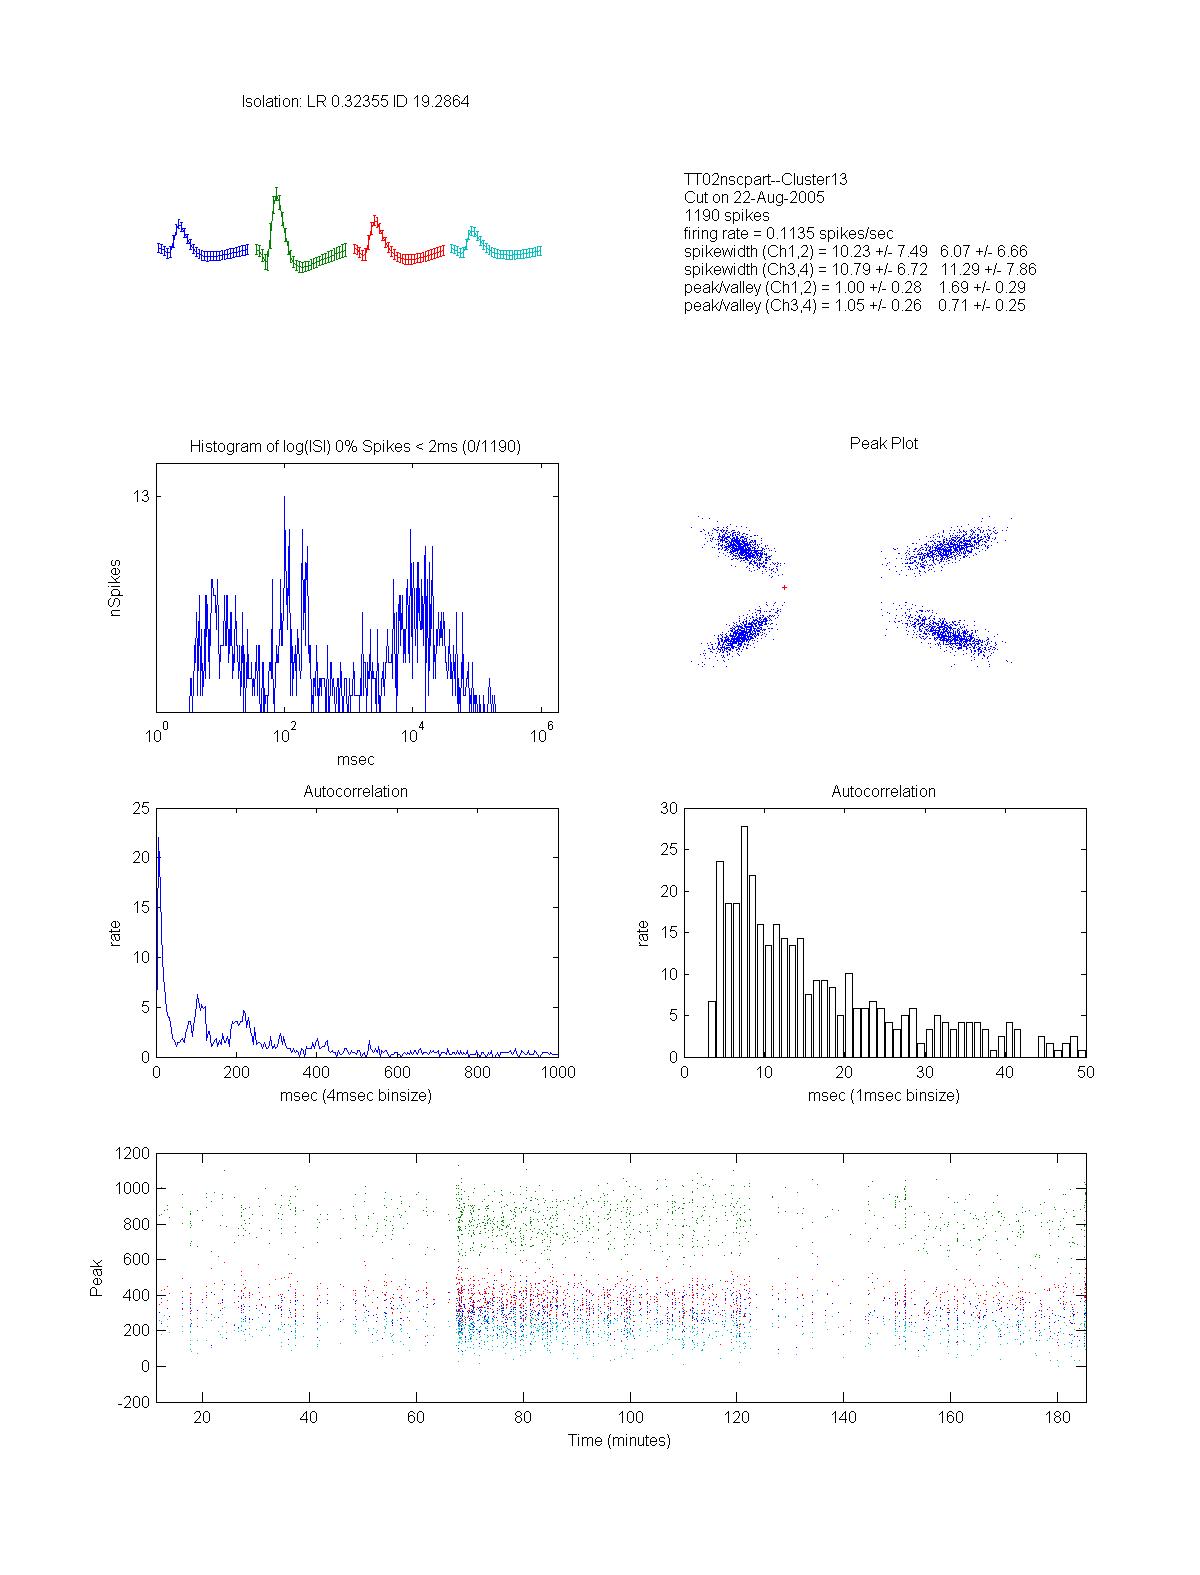 Isolation: LR 0.32355 ID 19.2864
TT02nscpart--Cluster13
Cut on 22-Aug-2005
1190 spikes
firing rate = 0.1135 spikes/sec
spikewidth (Ch1,2) = 10.23 +/- 7.49 6.07 +/- 6.66
spikewidth (Ch3,4) = 10.79 +/- 6.72 11.29 +/- 7.86
peak/valley (Ch1,2) = 1.00 +/- 0.28 1.69 +/- 0.29
peak/valley (Ch3,4) = 1.05 +/- 0.26 0.71 +/- 0.25
Histogram of log(ISI) 0% Spikes < 2ms (0/1190)
13
nSpikes
10^0 10^2 10^4 10^6
msec
Peak Plot
Autocorrelation
25
20
15
10
5
0
rate
0 200 400 600 800 1000
msec (4msec binsize)
Autocorrelation
30
25
20
15
10
5
0
rate
0 10 20 30 40 50
msec (1msec binsize)
1200
1000
800
600
400
200
0
-200
Peak
20 40 60 80 100 120 140 160 180
Time (minutes)